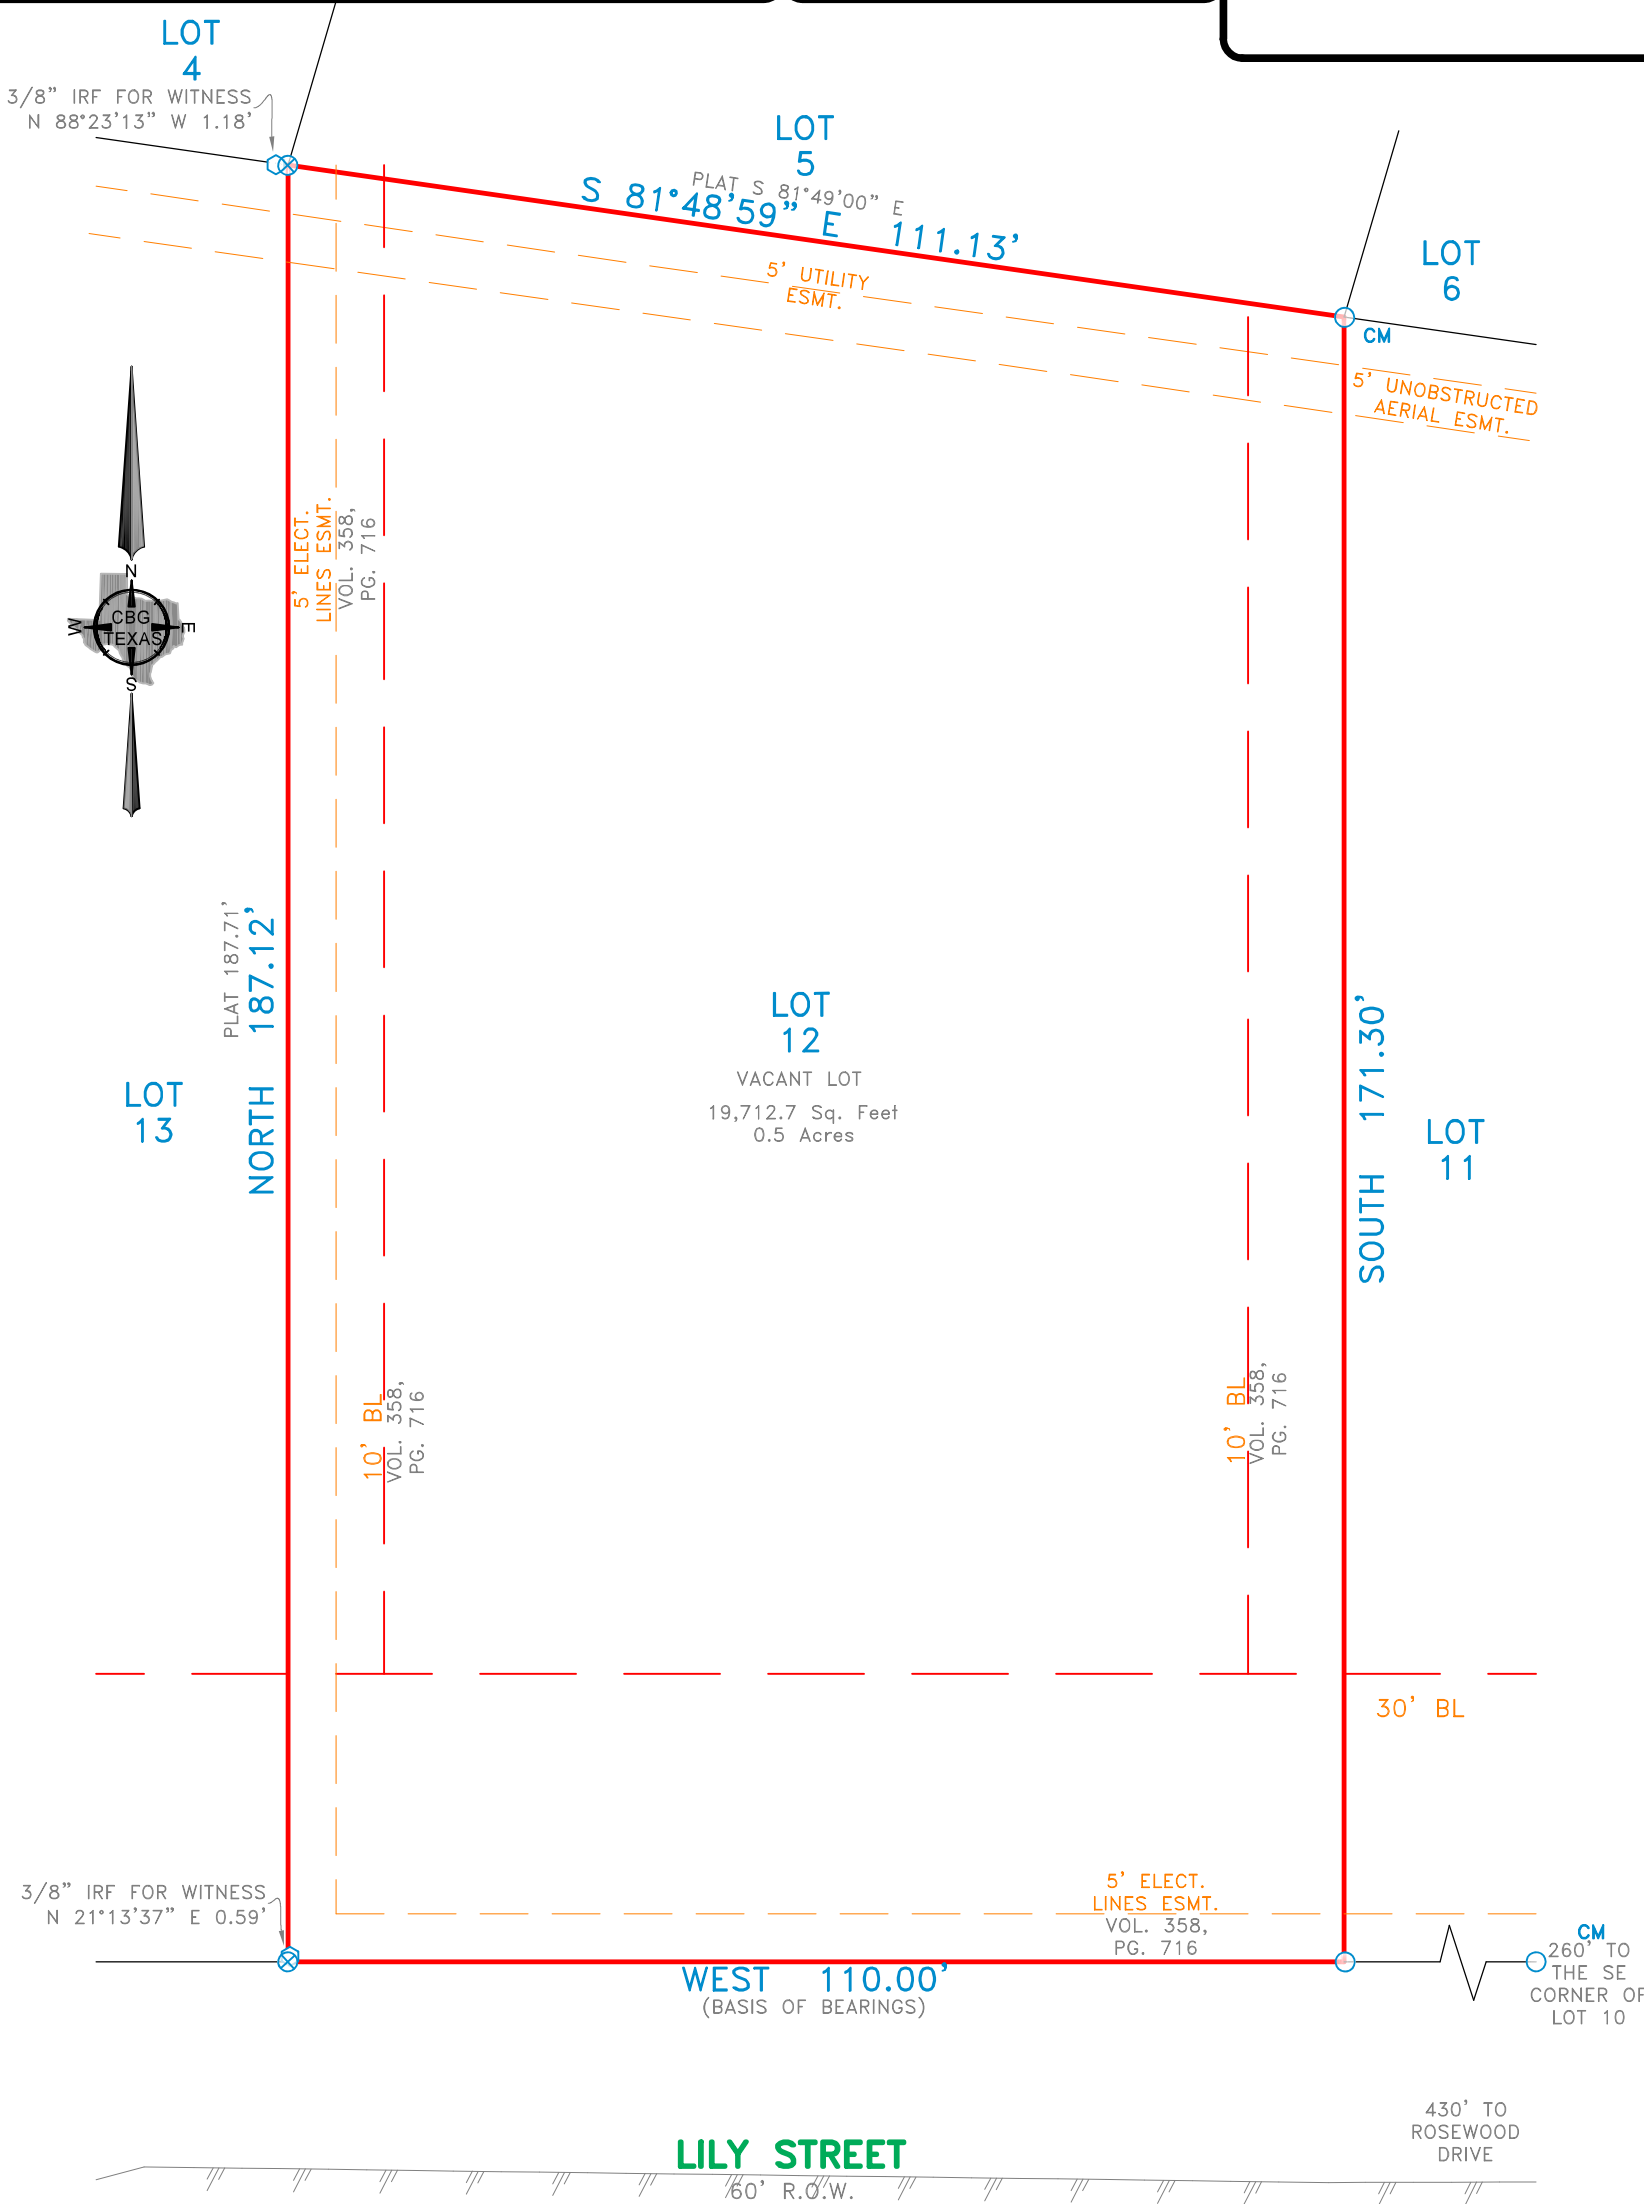 LOT
4
3/8” IRF FOR WITNESS
N 88°23’13” W 1.18’
LOT
5
PLAT S 81°49’00” E
S 81°48’59” E 111.13’
LOT
6
CM
5’ UTILITY
ESMT.
5’ UNOBSTRUCTED
AERIAL ESMT.
5’ ELECT.
LINES ESMT.
VOL. 358,
PG. 716
N
W
CBG
TEXAS
E
S
PLAT 187.71’
NORTH 187.12’
LOT
12
VACANT LOT
19,712.7 Sq. Feet
0.5 Acres
SOUTH 171.30’
LOT
13
LOT
11
10’ BL
VOL. 358,
PG. 716
10’ BL
VOL. 358,
PG. 716
30’ BL
3/8” IRF FOR WITNESS
N 21°13’37” E 0.59’
5’ ELECT.
LINES ESMT.
VOL. 358,
PG. 716
WEST 110.00’
(BASIS OF BEARINGS)
CM
260’ TO
THE SE
CORNER OF
LOT 10
430’ TO
ROSEWOOD
DRIVE
LILY STREET
60’ R.O.W.